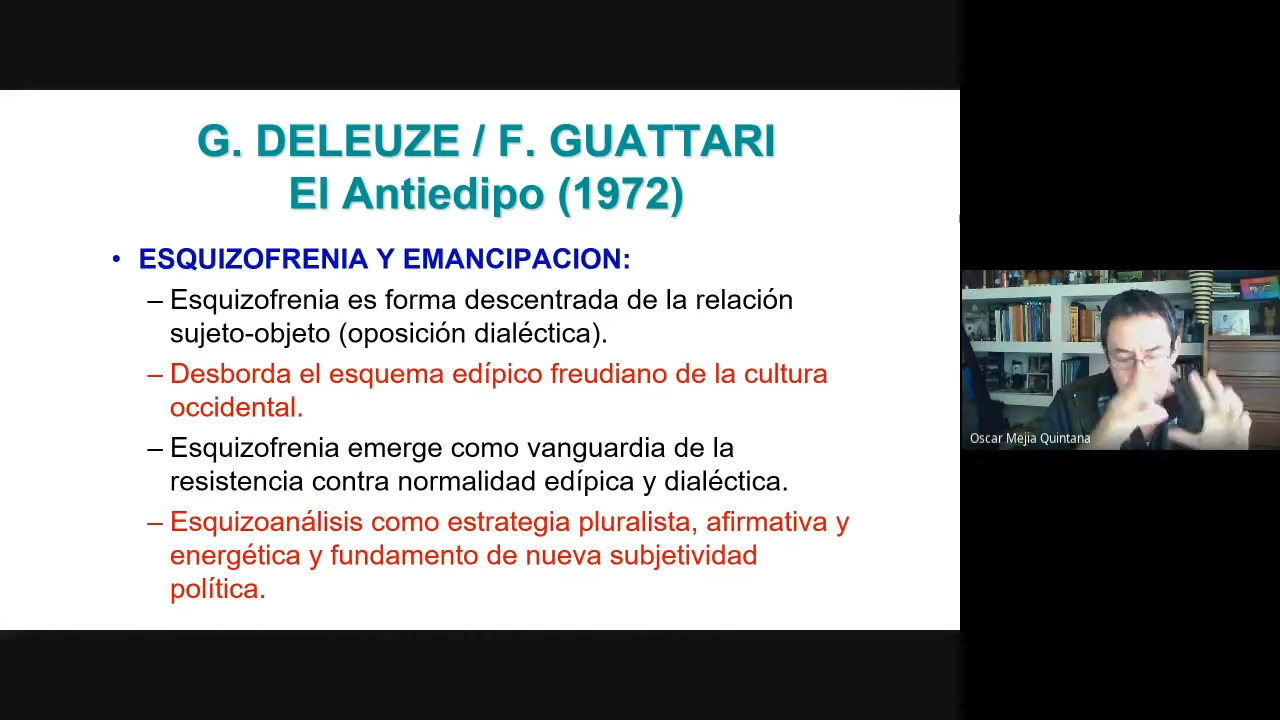 G. DELEUZE / F. GUATTARI
El Antiedipo (1972)
• ESQUIZOFRENIA Y EMANCIPACION:
– Esquizofrenia es forma descentrada de la relación
sujeto-objeto (oposición dialéctica).
– Desborda el esquema edípico freudiano de la cultura
occidental.
– Esquizofrenia emerge como vanguardia de la
resistencia contra normalidad edípica y dialéctica.
– Esquizoanálisis como estrategia pluralista, afirmativa y
energética y fundamento de nueva subjetividad
política.
Oscar Mejia Quintana